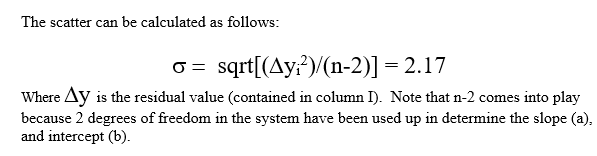 The scatter can be calculated as follows:
σ = sqrt[(Δyᵢ²)/(n-2)] = 2.17
Where Δy is the residual value (contained in column I). Note that n-2 comes into play
because 2 degrees of freedom in the system have been used up in determine the slope (a),
and intercept (b).